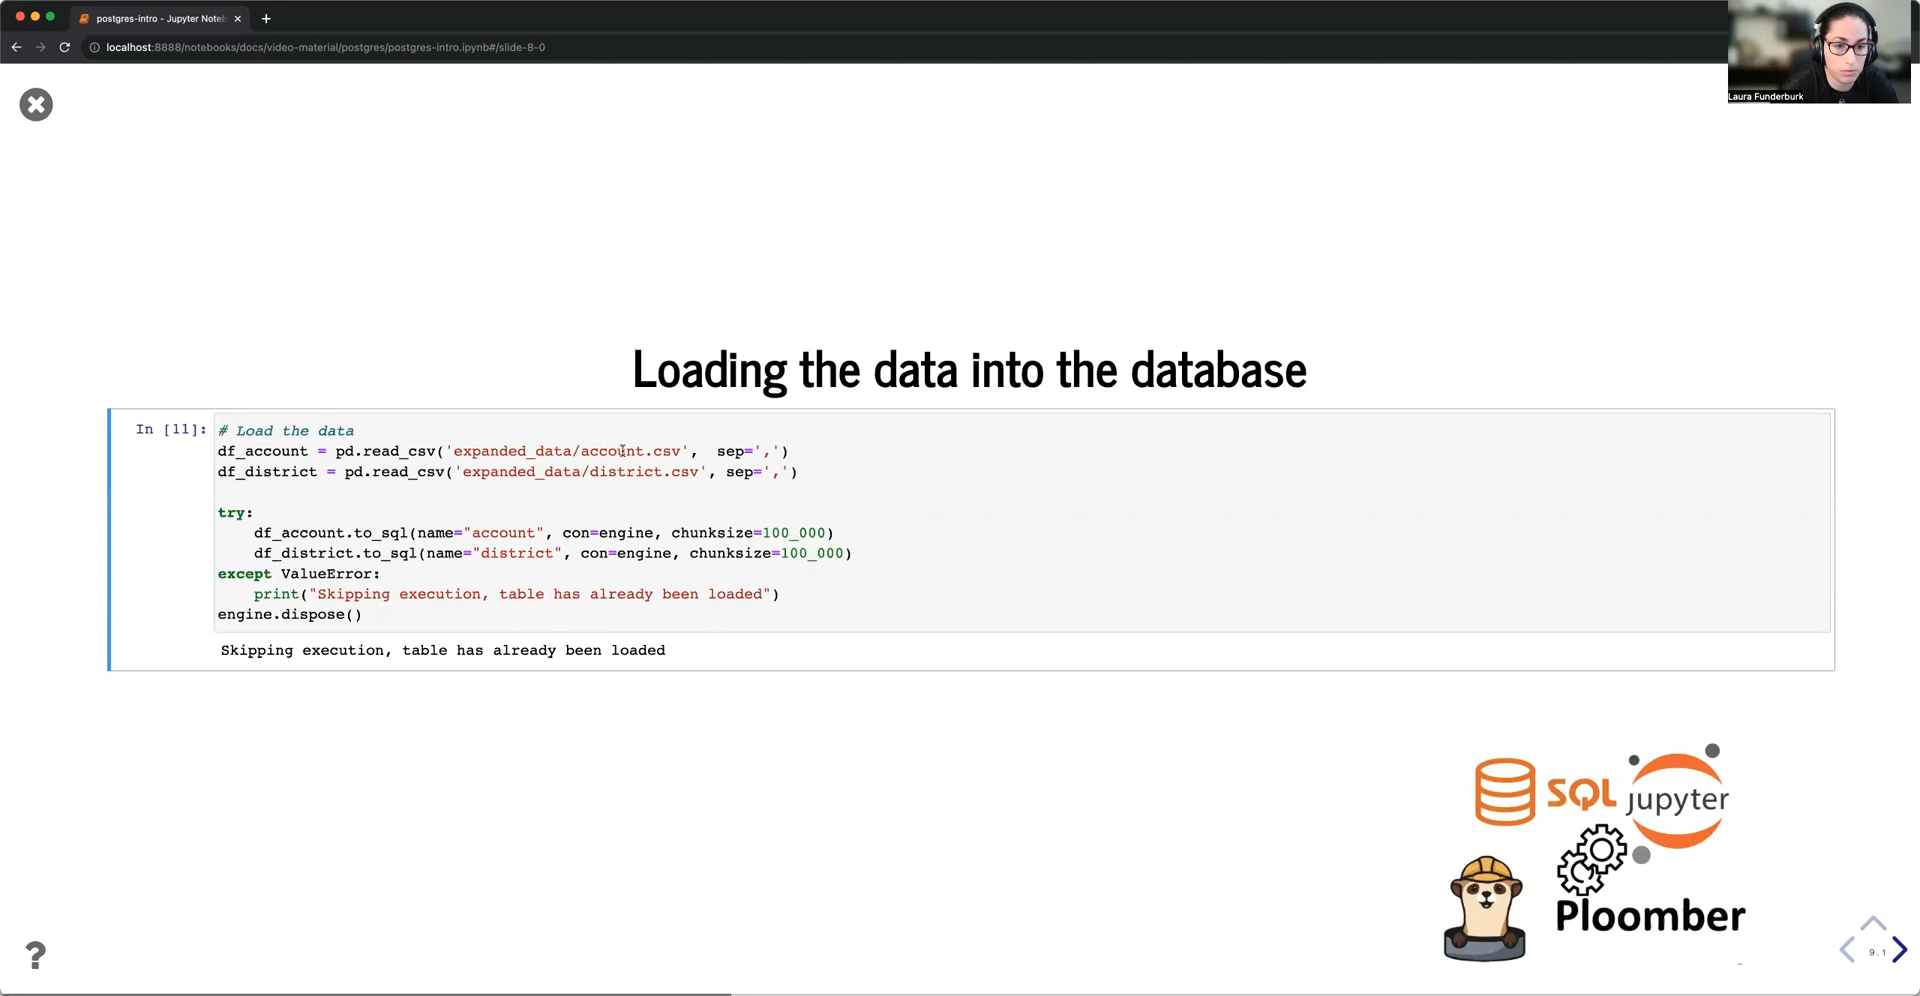 postgres-intro - Jupyter Noteb
localhost:8888/notebooks/docs/video-material/postgres/postgres-intro.ipynb#/slide-8-0
Laura Funderburk
Loading the data into the database
In [11]:
# Load the data
df_account = pd.read_csv('expanded_data/account.csv',  sep=',')
df_district = pd.read_csv('expanded_data/district.csv', sep=',')
try:
    df_account.to_sql(name="account", con=engine, chunksize=100_000)
    df_district.to_sql(name="district", con=engine, chunksize=100_000)
except ValueError:
    print("Skipping execution, table has already been loaded")
engine.dispose()
Skipping execution, table has already been loaded
SQL
jupyter
Ploomber
?
9.1